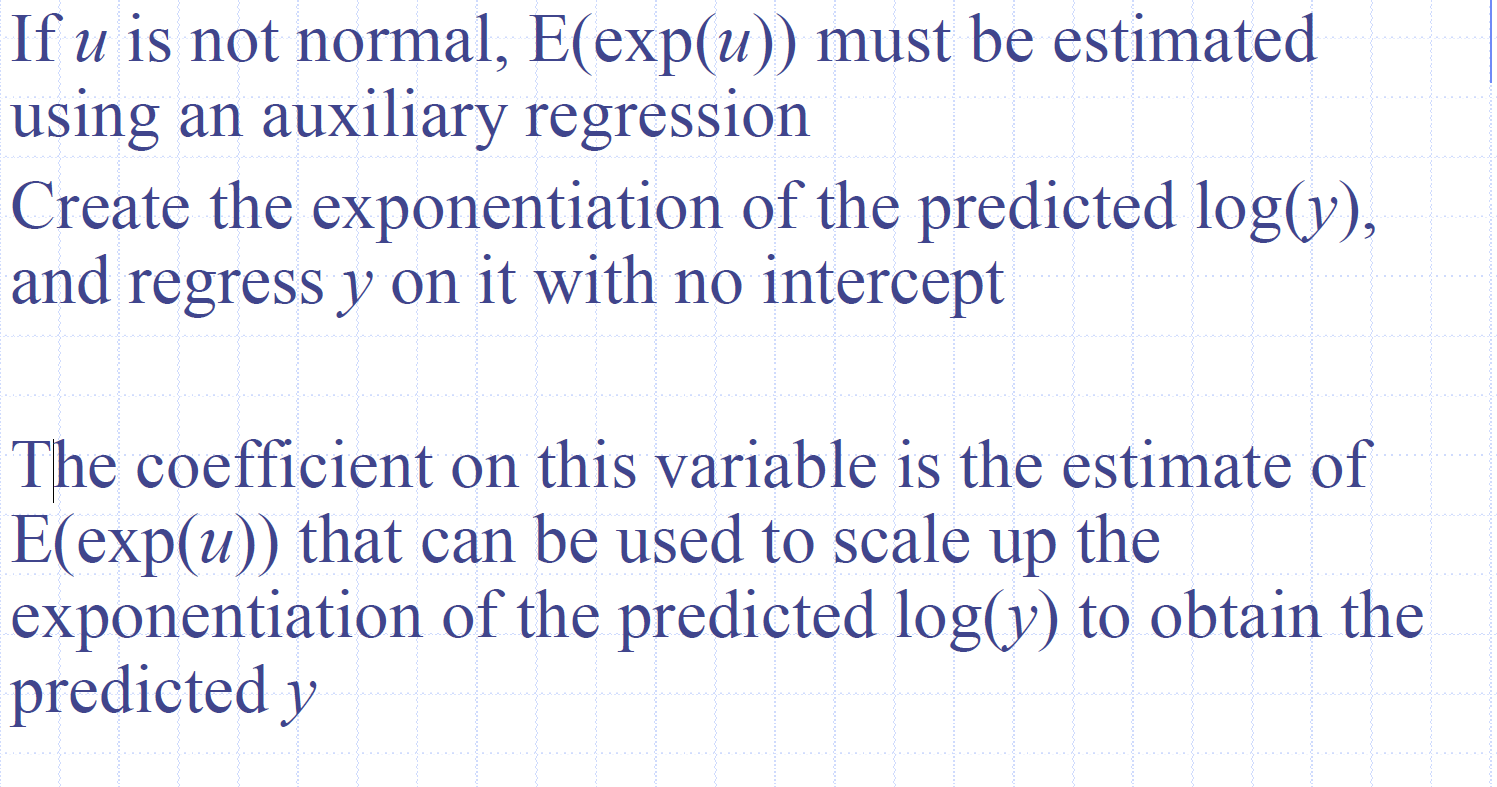 If u is not normal, E(exp(u)) must be estimated
using an auxiliary regression
Create the exponentiation of the predicted log(y),
and regress y on it with no intercept
The coefficient on this variable is the estimate of
E(exp(u)) that can be used to scale up the
exponentiation of the predicted log(y) to obtain the
predicted y